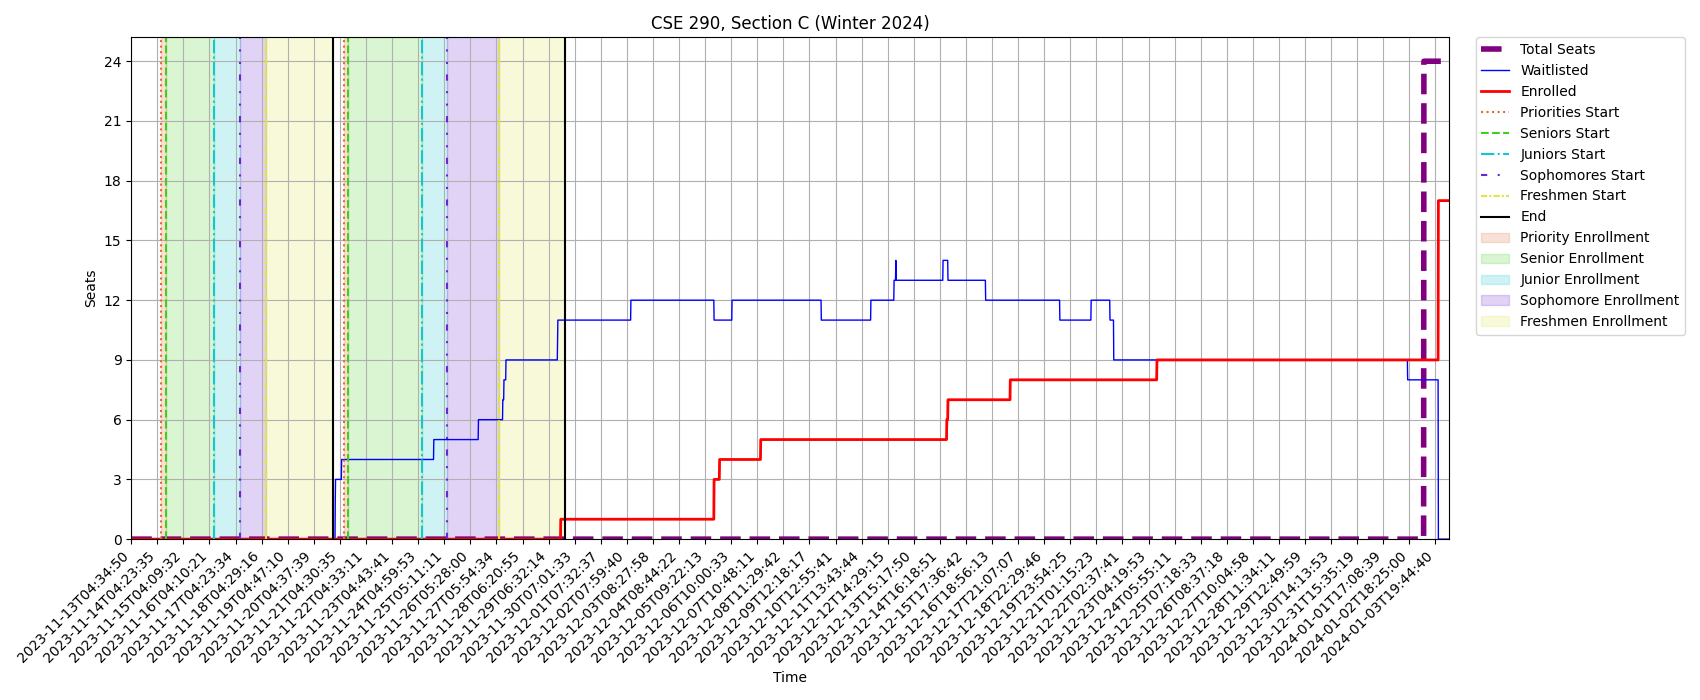 CSE 290, Section C (Winter 2024)
Seats
24
21
18
15
12
9
6
3
0
2023-11-13T04:34:50
2023-11-14T04:23:35
2023-11-15T04:09:32
2023-11-16T04:10:21
2023-11-17T04:23:34
2023-11-18T04:29:16
2023-11-19T04:47:10
2023-11-20T04:37:39
2023-11-21T04:30:35
2023-11-22T04:33:11
2023-11-23T04:43:41
2023-11-24T04:59:53
2023-11-25T05:11:11
2023-11-26T05:28:00
2023-11-27T05:54:34
2023-11-28T06:20:55
2023-11-29T06:32:14
2023-11-30T07:01:33
2023-12-01T07:32:37
2023-12-02T07:59:40
2023-12-03T08:27:58
2023-12-04T08:44:22
2023-12-05T09:22:13
2023-12-06T10:00:33
2023-12-07T10:48:11
2023-12-08T11:29:42
2023-12-09T12:18:17
2023-12-10T12:55:41
2023-12-11T13:43:44
2023-12-12T14:29:15
2023-12-13T15:17:50
2023-12-14T16:18:51
2023-12-15T17:36:42
2023-12-16T18:56:13
2023-12-17T21:07:07
2023-12-18T22:29:46
2023-12-19T23:54:25
2023-12-21T01:15:23
2023-12-22T02:37:41
2023-12-23T04:19:53
2023-12-24T05:55:11
2023-12-25T07:18:33
2023-12-26T08:37:18
2023-12-27T10:04:58
2023-12-28T11:34:11
2023-12-29T12:49:59
2023-12-30T14:13:53
2023-12-31T15:35:19
2024-01-01T17:08:39
2024-01-02T18:25:00
2024-01-03T19:44:40
Time
Total Seats
Waitlisted
Enrolled
Priorities Start
Seniors Start
Juniors Start
Sophomores Start
Freshmen Start
End
Priority Enrollment
Senior Enrollment
Junior Enrollment
Sophomore Enrollment
Freshmen Enrollment